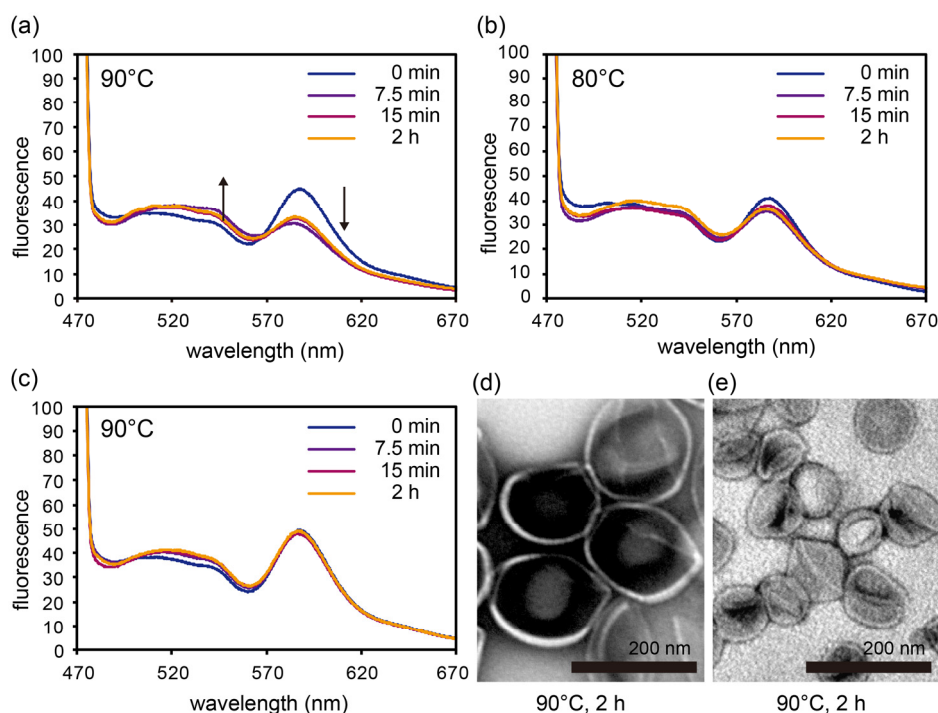 (a)
90°C
0 min
7.5 min
15 min
2 h
100
90
80
70
60
50
40
30
20
10
0
fluorescence
470 520 570 620 670
wavelength (nm)
(b)
80°C
0 min
7.5 min
15 min
2 h
100
90
80
70
60
50
40
30
20
10
0
fluorescence
470 520 570 620 670
wavelength (nm)
(c)
90°C
0 min
7.5 min
15 min
2 h
100
90
80
70
60
50
40
30
20
10
0
fluorescence
470 520 570 620 670
wavelength (nm)
(d)
200 nm
90°C, 2 h
(e)
200 nm
90°C, 2 h